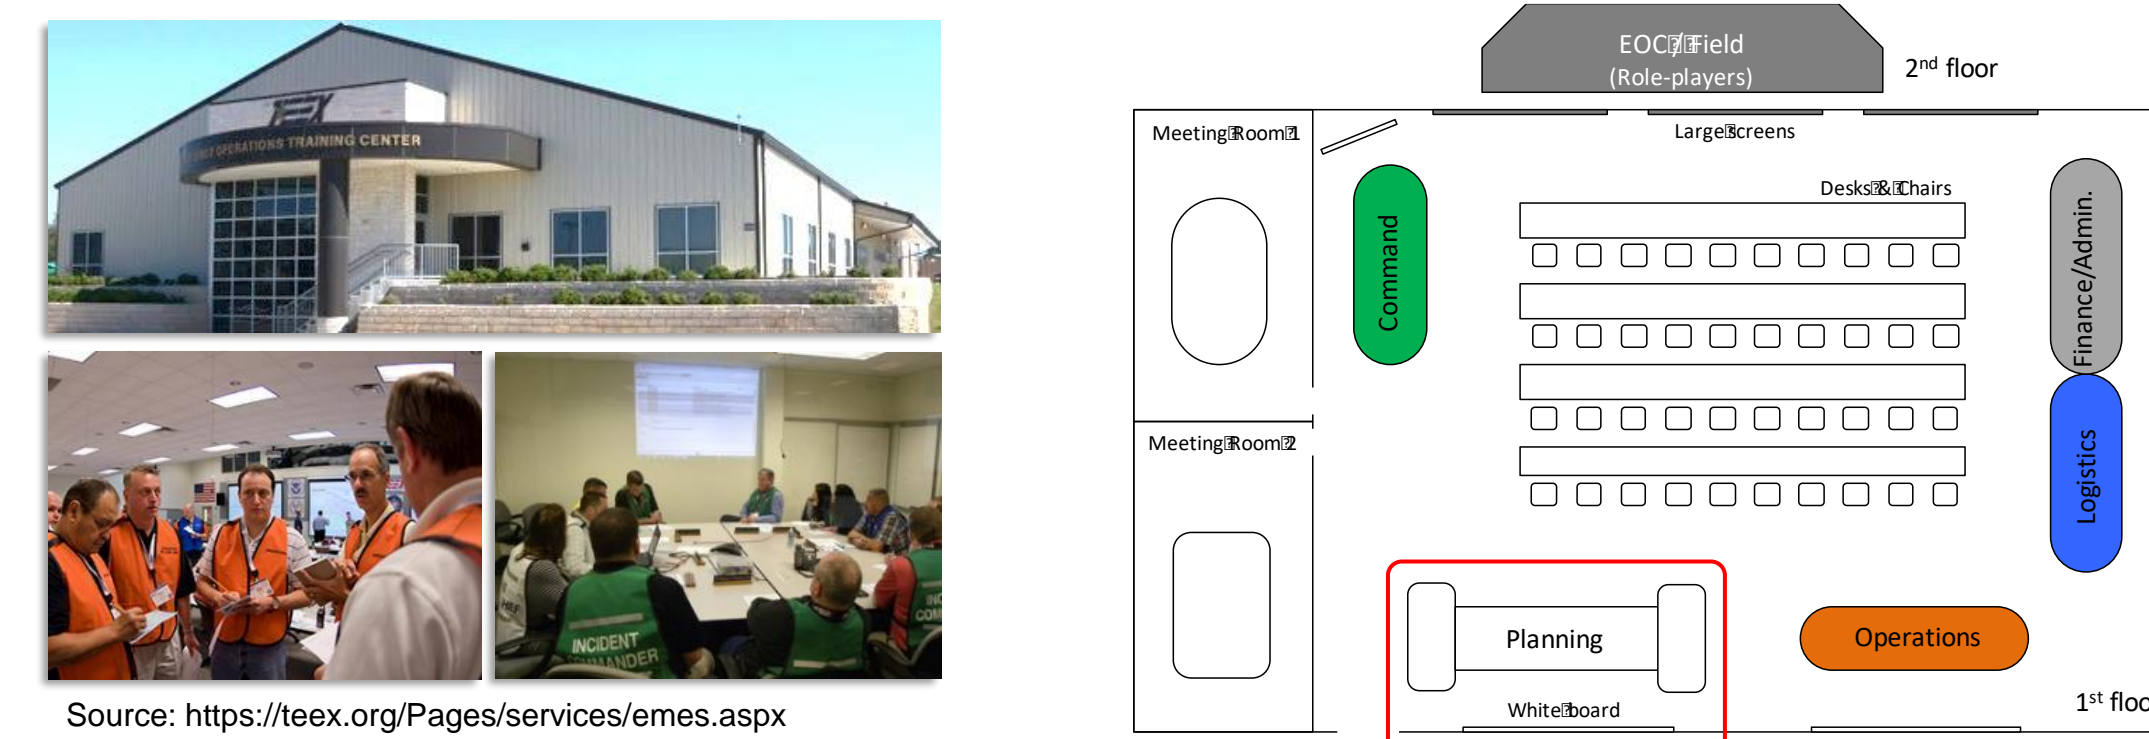 TEEX
OPERATIONS TRAINING CENTER
INCIDENT
COMMANDER
Source: https://teex.org/Pages/services/emes.aspx
EOC / Field
(Role-players)
2nd floor
Meeting Room 1
Large screens
Desks & Chairs
Command
Finance/Admin.
Meeting Room 2
Logistics
Planning
Operations
White board
1st floo